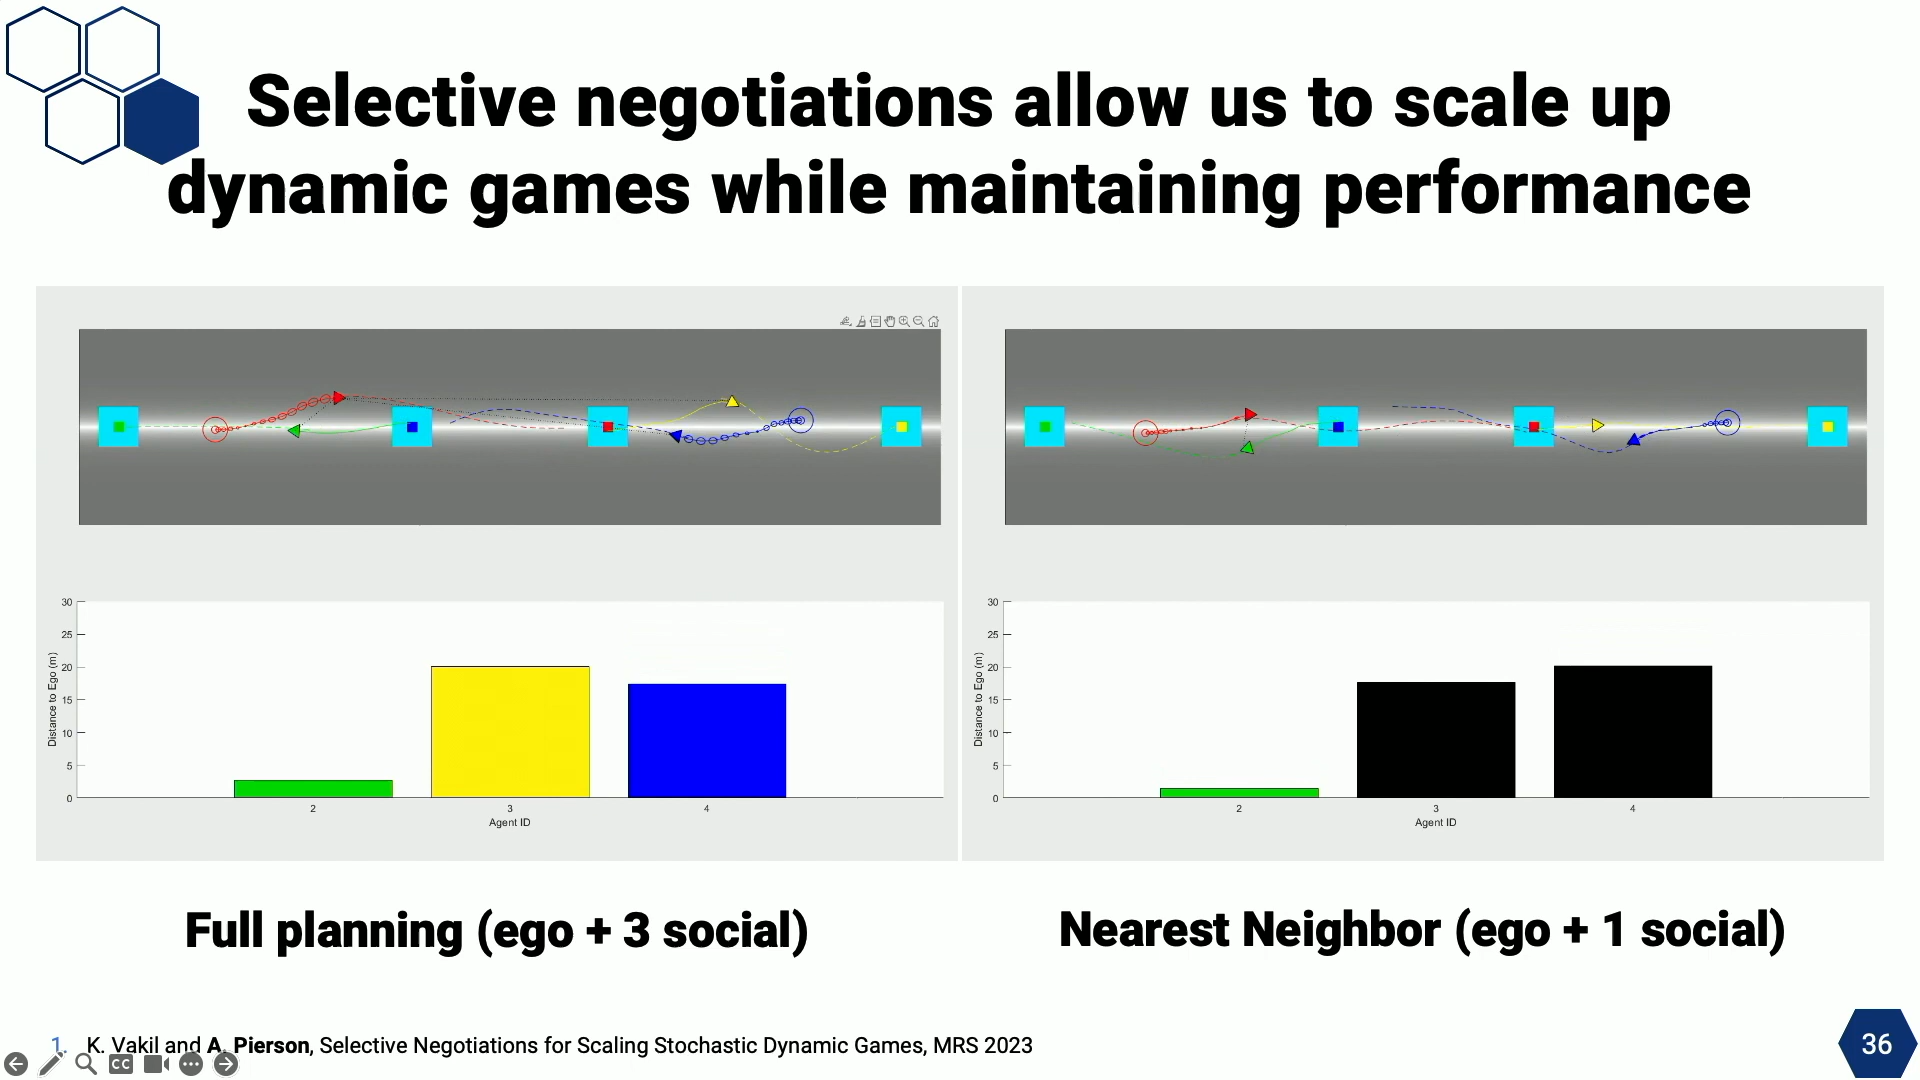 Selective negotiations allow us to scale up
dynamic games while maintaining performance
30
25
20
15
10
5
0
Distance to Ego (m)
2
3
4
Agent ID
30
25
20
15
10
5
0
Distance to Ego (m)
2
3
4
Agent ID
Full planning (ego + 3 social)
Nearest Neighbor (ego + 1 social)
1. K. Vakil and A. Pierson, Selective Negotiations for Scaling Stochastic Dynamic Games, MRS 2023
CC
36